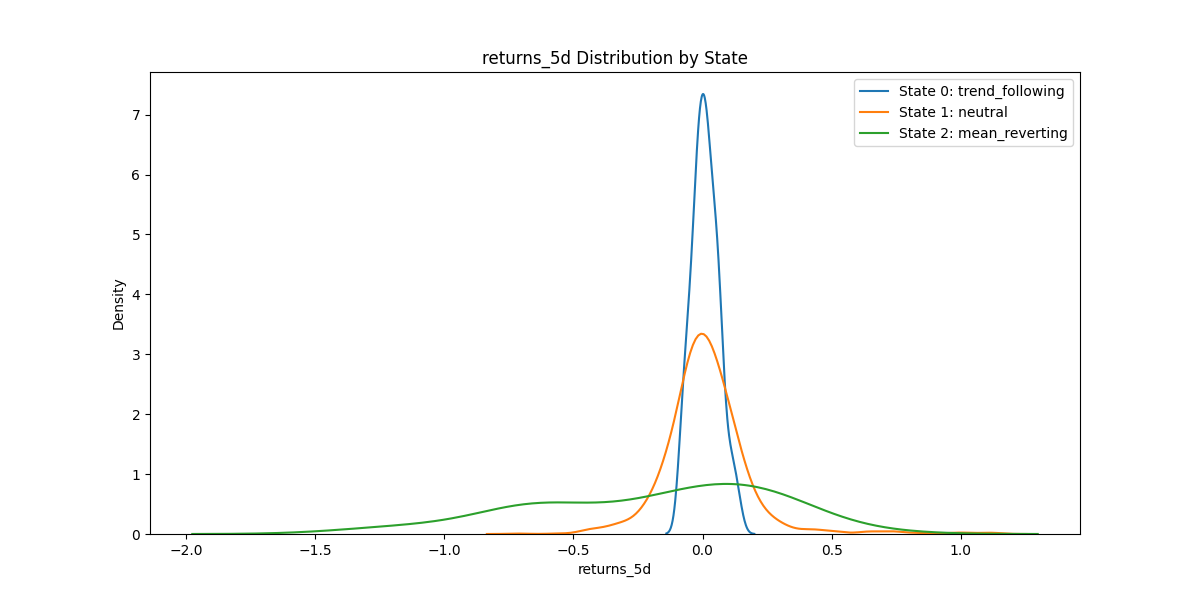 returns_5d Distribution by State
State 0: trend_following
State 1: neutral
State 2: mean_reverting
Density
7
6
5
4
3
2
1
0
−2.0 −1.5 −1.0 −0.5 0.0 0.5 1.0
returns_5d